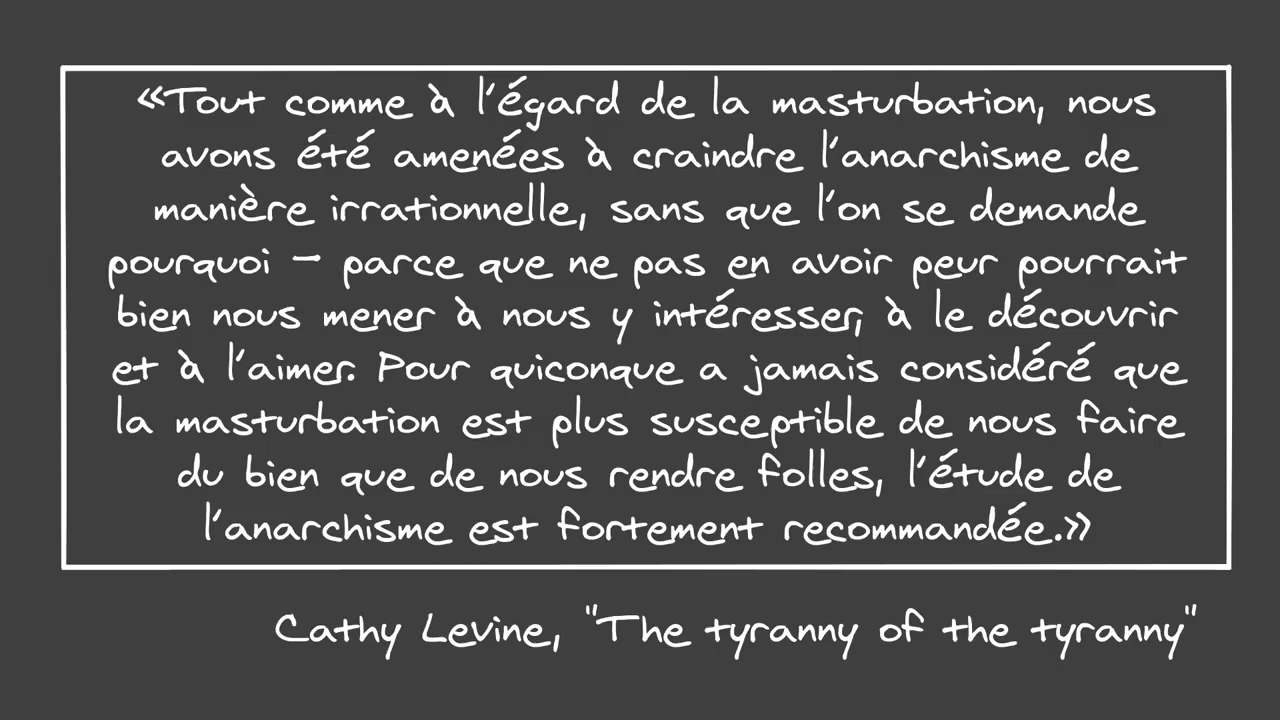 «Tout comme à l'égard de la masturbation, nous
avons été amenées à craindre l'anarchisme de
manière irrationnelle, sans que l'on se demande
pourquoi – parce que ne pas en avoir peur pourrait
bien nous mener à nous y intéresser, à le découvrir
et à l'aimer. Pour quiconque a jamais considéré que
la masturbation est plus susceptible de nous faire
du bien que de nous rendre folles, l'étude de
l'anarchisme est fortement recommandée.»
Cathy Levine, "The tyranny of the tyranny"